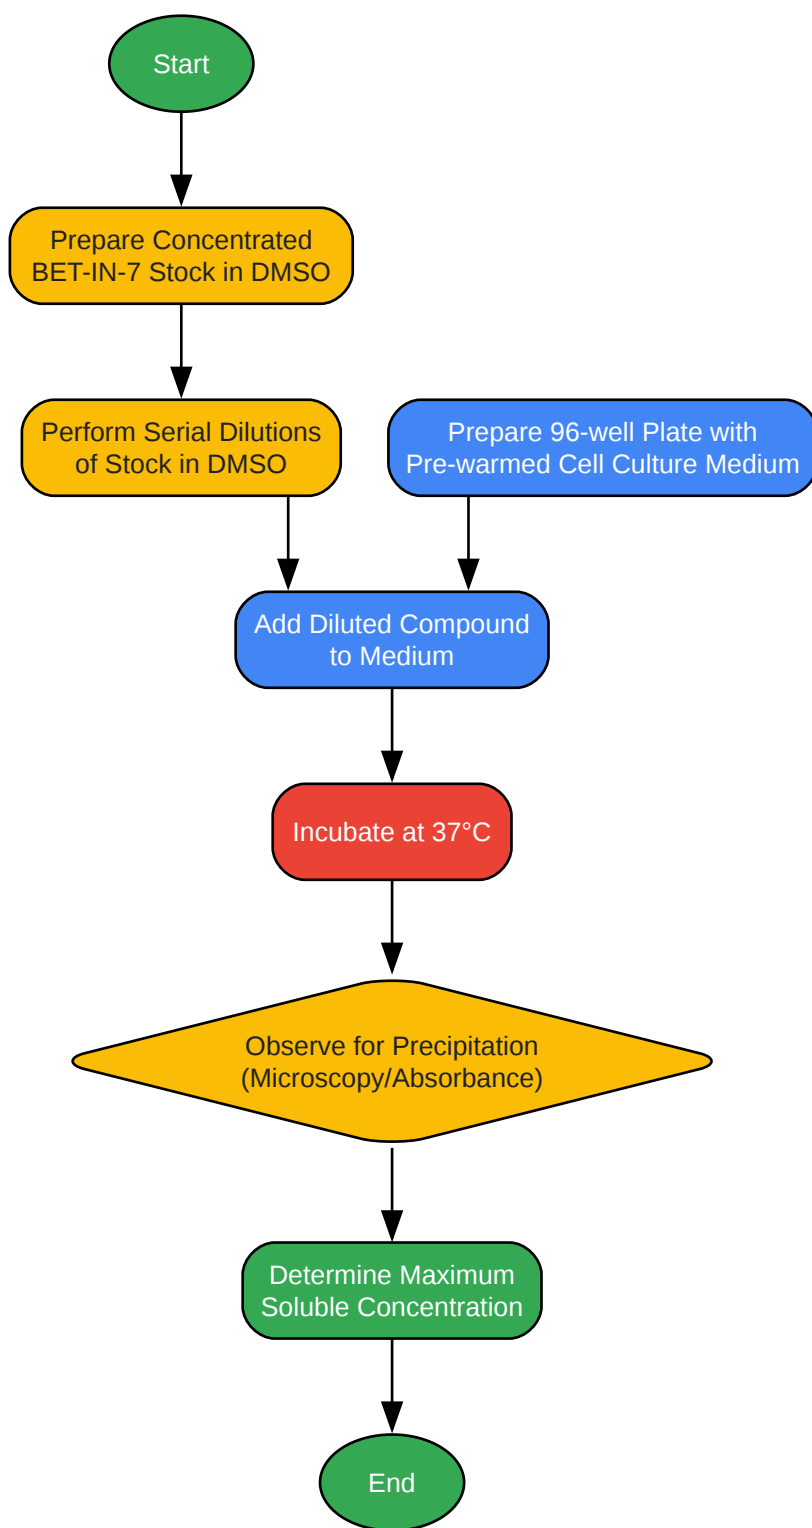 Start
Prepare Concentrated
BET-IN-7 Stock in DMSO
Perform Serial Dilutions
of Stock in DMSO
Prepare 96-well Plate with
Pre-warmed Cell Culture Medium
Add Diluted Compound
to Medium
Incubate at 37°C
Observe for Precipitation
(Microscopy/Absorbance)
Determine Maximum
Soluble Concentration
End